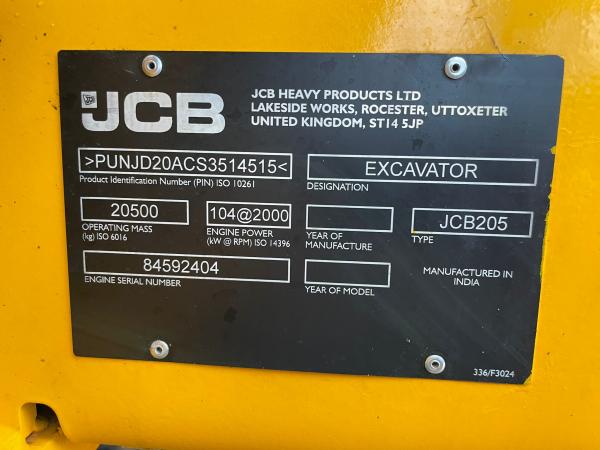 JCB
JCB HEAVY PRODUCTS LTD
LAKESIDE WORKS, ROCESTER, UTTOXETER
UNITED KINGDOM, ST14 5JP
>PUNJD20ACS3514515<
Product Identification Number (PIN) ISO 10261
EXCAVATOR
DESIGNATION
20500
OPERATING MASS
(kg) ISO 6016
104@2000
ENGINE POWER
(kW @ RPM) ISO 14396
YEAR OF
MANUFACTURE
JCB205
TYPE
84592404
ENGINE SERIAL NUMBER
YEAR OF MODEL
MANUFACTURED IN
INDIA
336/F3024